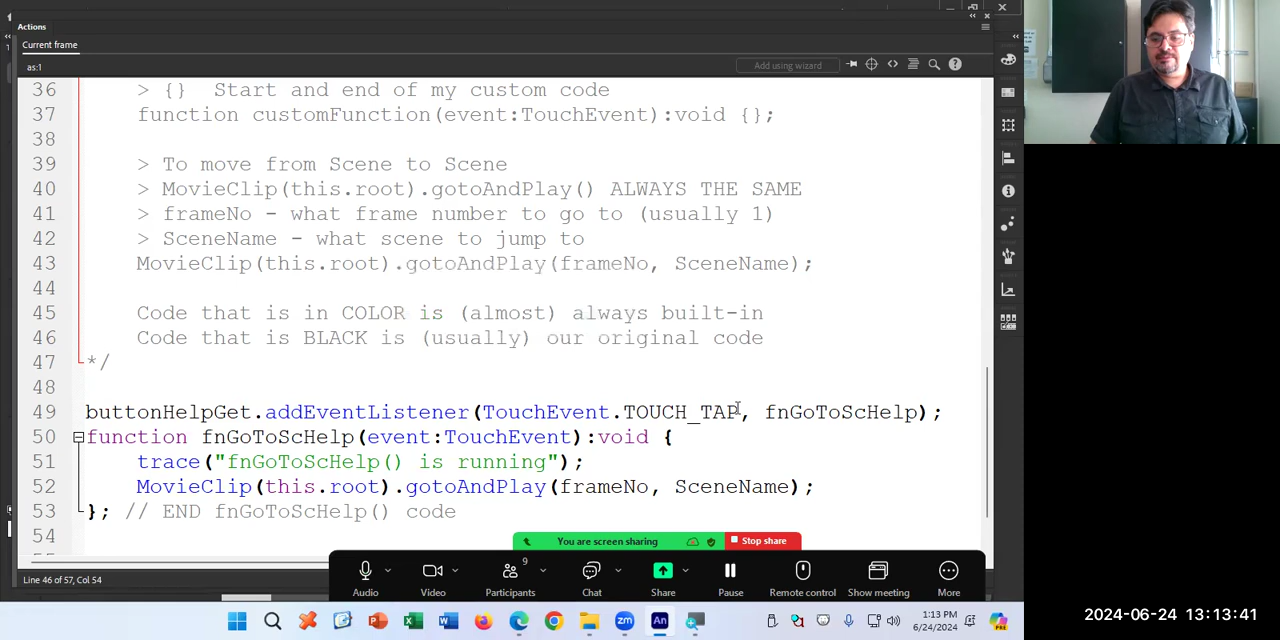 Actions
Current frame
as:1
Add using wizard
36 > {} Start and end of my custom code
37 function customFunction(event:TouchEvent):void {};
38
39 > To move from Scene to Scene
40 > MovieClip(this.root).gotoAndPlay() ALWAYS THE SAME
41 > frameNo - what frame number to go to (usually 1)
42 > SceneName - what scene to jump to
43 MovieClip(this.root).gotoAndPlay(frameNo, SceneName);
44
45 Code that is in COLOR is (almost) always built-in
46 Code that is BLACK is (usually) our original code
47 */
48
49 buttonHelpGet.addEventListener(TouchEvent.TOUCH_TAP, fnGoToScHelp);
50 function fnGoToScHelp(event:TouchEvent):void {
51 trace("fnGoToScHelp() is running");
52 MovieClip(this.root).gotoAndPlay(frameNo, SceneName);
53 }; // END fnGoToScHelp() code
54
You are screen sharing Stop share
9
Audio Video Participants Chat Share Pause Remote control Show meeting More
Line 46 of 57, Col 54
1:13 PM
6/24/2024
2024-06-24 13:13:41